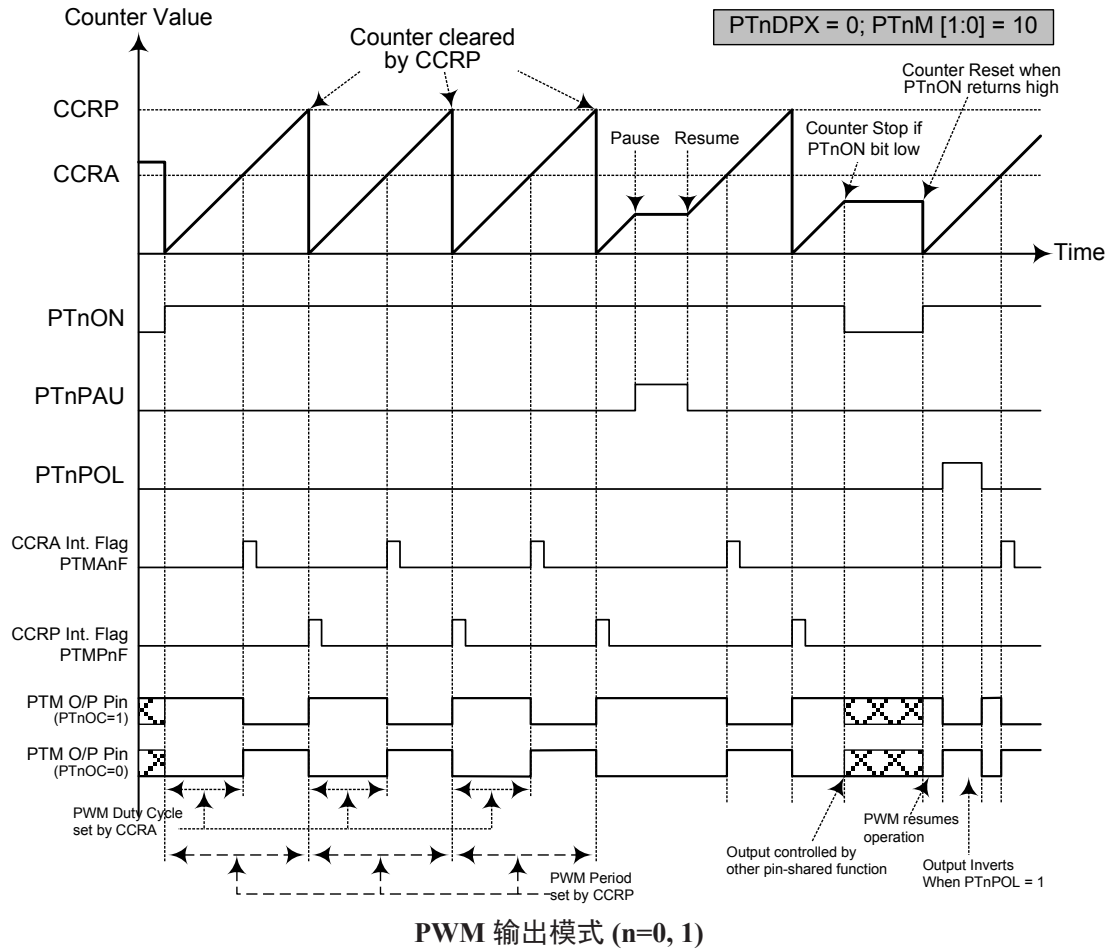 Counter Value
PTnDPX = 0; PTnM [1:0] = 10
Counter cleared
by CCRP
Counter Reset when
PTnON returns high
CCRP
Pause
Resume
Counter Stop if
PTnON bit low
CCRA
Time
PTnON
PTnPAU
PTnPOL
CCRA Int. Flag
PTMAnF
CCRP Int. Flag
PTMPnF
PTM O/P Pin
(PTnOC=1)
PTM O/P Pin
(PTnOC=0)
PWM Duty Cycle
set by CCRA
PWM resumes
operation
Output controlled by
other pin-shared function
Output Inverts
When PTnPOL = 1
PWM Period
set by CCRP
PWM 输出模式 (n=0, 1)